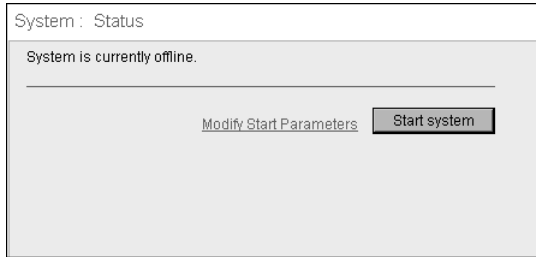 System : Status
System is currently offline.
Modify Start Parameters Start system